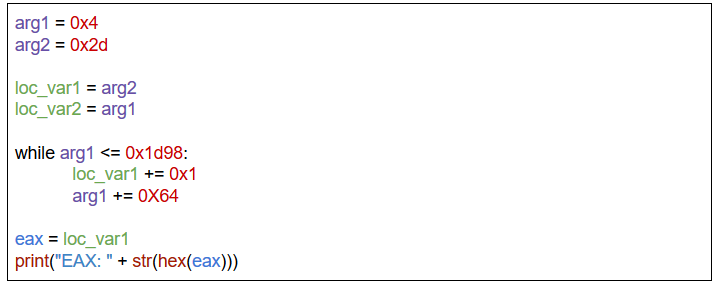 arg1 = 0x4
arg2 = 0x2d
loc_var1 = arg2
loc_var2 = arg1
while arg1 <= 0x1d98:
loc_var1 += 0x1
arg1 += 0X64
eax = loc_var1
print("EAX: " + str(hex(eax)))